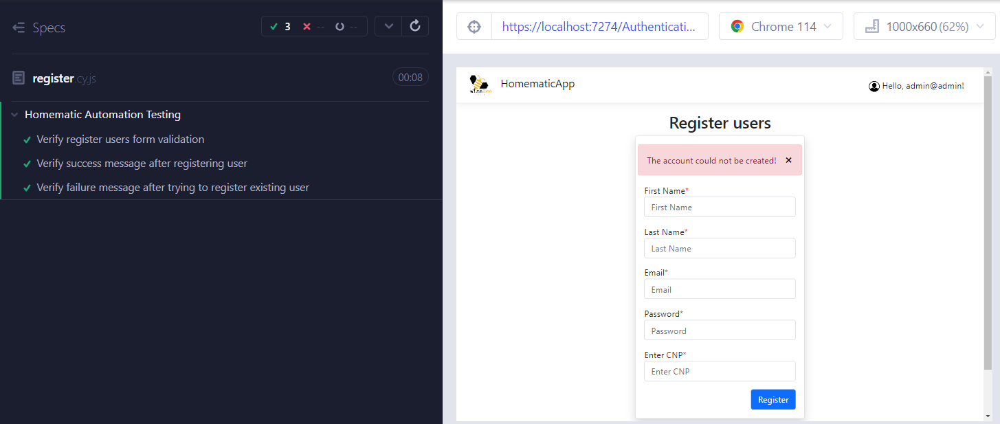 Specs
3 -- --
register.cy.js
00:08
Homematic Automation Testing
Verify register users form validation
Verify success message after registering user
Verify failure message after trying to register existing user
https://localhost:7274/Authenticati...
Chrome 114
1000x660 (62%)
HomematicApp
Hello, admin@admin!
Register users
The account could not be created! ×
First Name*
First Name
Last Name*
Last Name
Email*
Email
Password*
Password
Enter CNP*
Enter CNP
Register